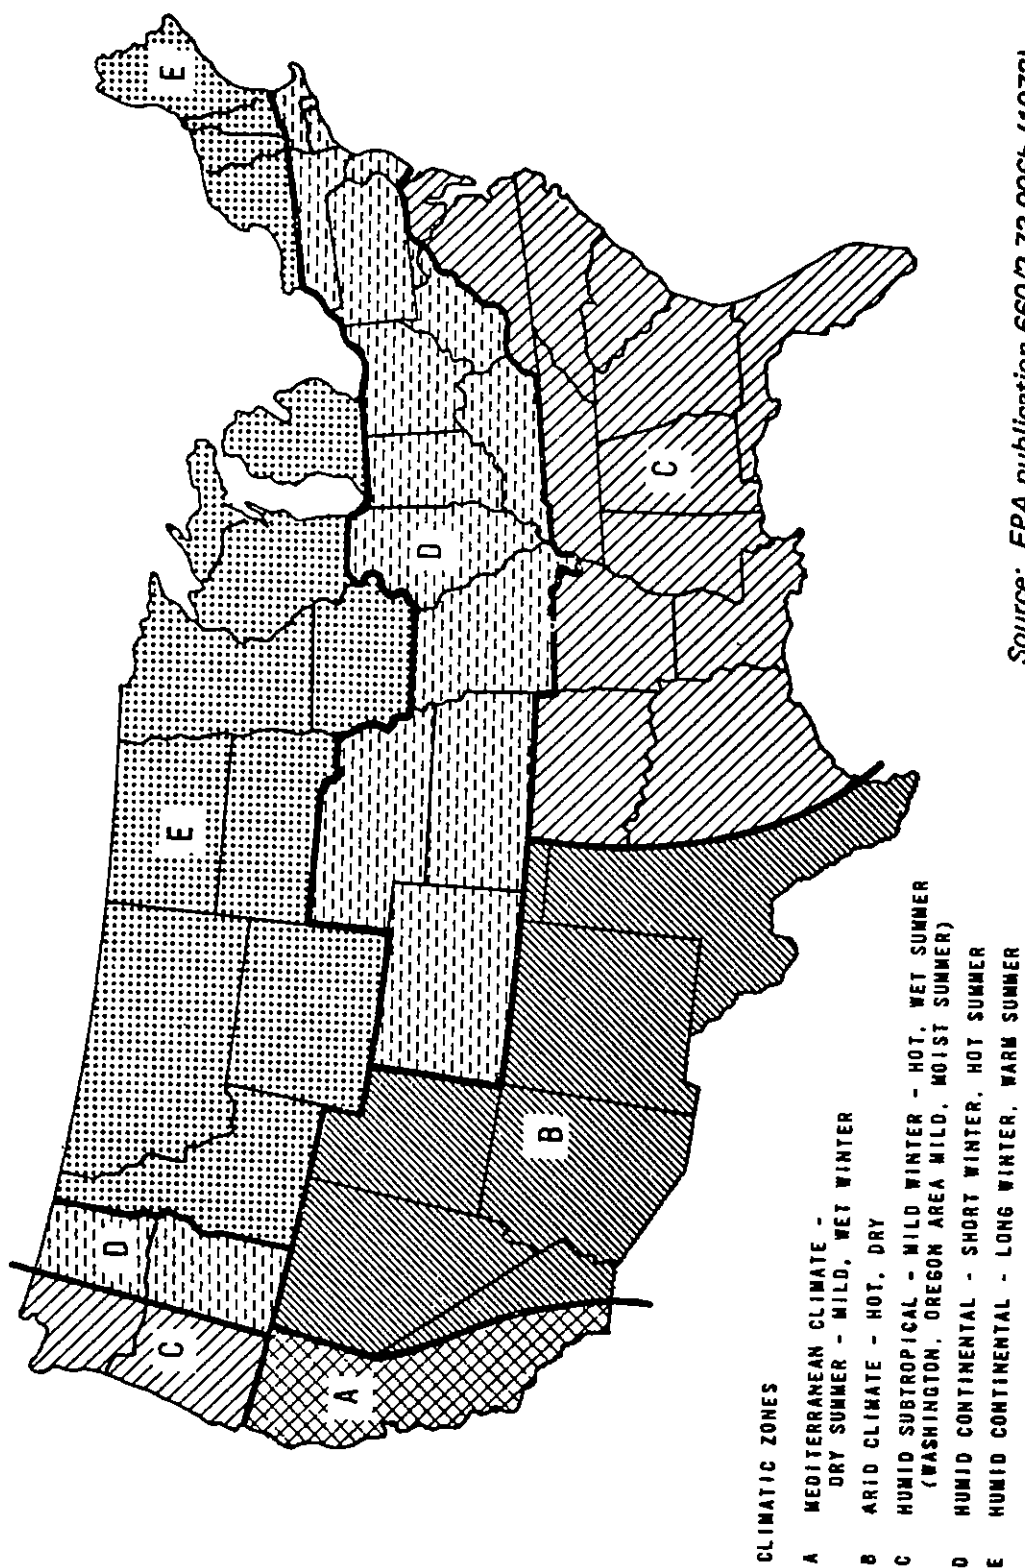 E
E
D
C
D
C
A
B
CLIMATIC ZONES
A MEDITERRANEAN CLIMATE -
DRY SUMMER - MILD, WET WINTER
B ARID CLIMATE - HOT, DRY
C HUMID SUBTROPICAL - MILD WINTER - HOT, WET SUMMER
(WASHINGTON, OREGON AREA MILD, MOIST SUMMER)
D HUMID CONTINENTAL - SHORT WINTER, HOT SUMMER
E HUMID CONTINENTAL - LONG WINTER, WARM SUMMER
Source: EPA publication